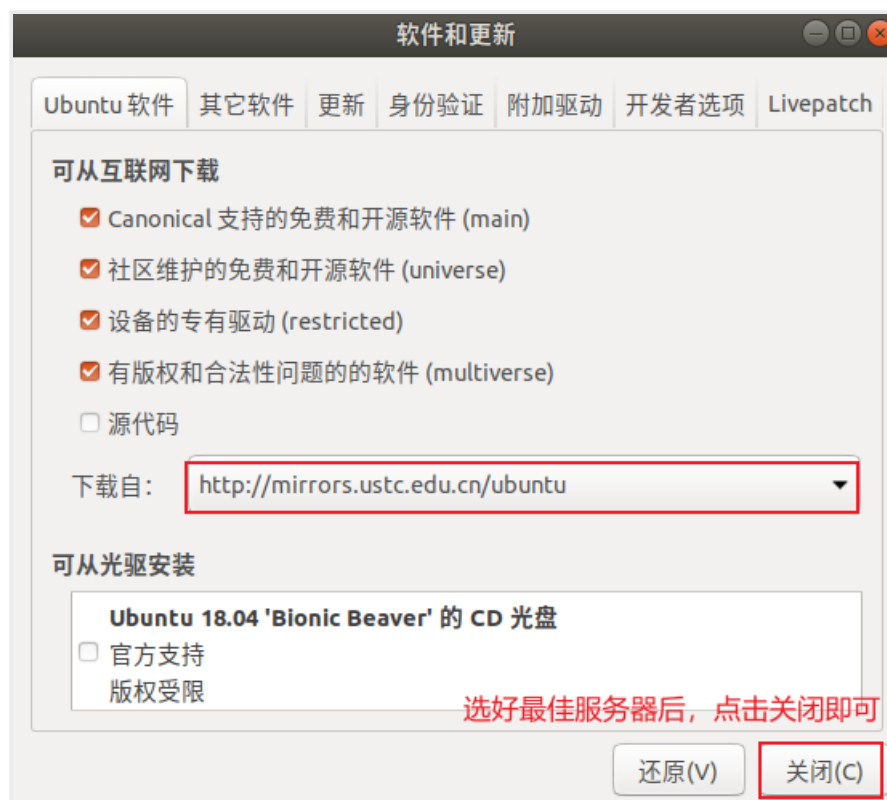 软件和更新
Ubuntu 软件 其它软件 更新 身份验证 附加驱动 开发者选项 Livepatch
可从互联网下载
Canonical 支持的免费和开源软件 (main)
社区维护的免费和开源软件 (universe)
设备的专有驱动 (restricted)
有版权和合法性问题的的软件 (multiverse)
源代码
下载自： http://mirrors.ustc.edu.cn/ubuntu
可从光驱安装
Ubuntu 18.04 'Bionic Beaver' 的 CD 光盘
官方支持
版权受限
选好最佳服务器后，点击关闭即可
还原(V) 关闭(C)